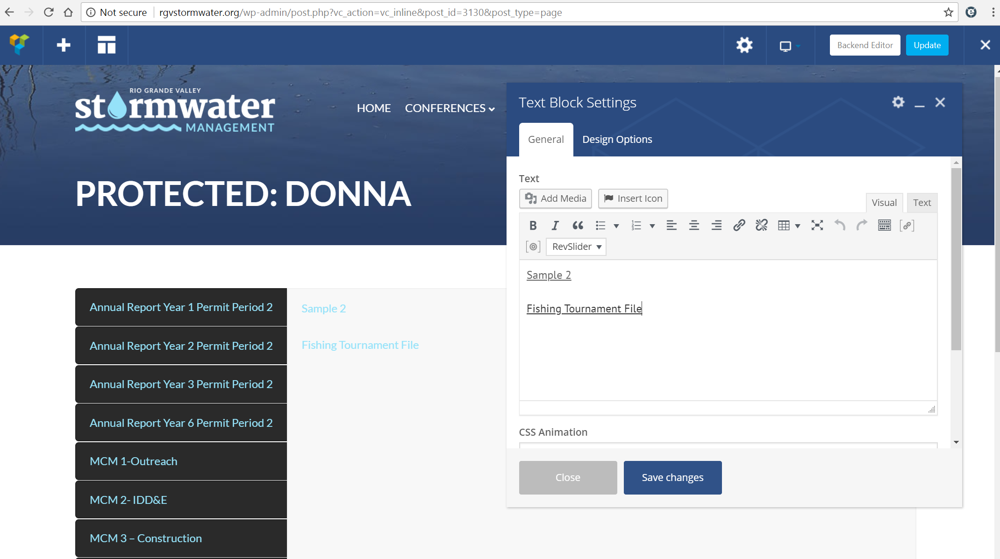 Not secure rgvstormwater.org/wp-admin/post.php?vc_action=vc_inline&post_id=3130&post_type=page
Backend Editor Update
RIO GRANDE VALLEY
stormwater
MANAGEMENT
HOME CONFERENCES
PROTECTED: DONNA
Annual Report Year 1 Permit Period 2
Annual Report Year 2 Permit Period 2
Annual Report Year 3 Permit Period 2
Annual Report Year 6 Permit Period 2
MCM 1-Outreach
MCM 2- IDD&E
MCM 3 – Construction
Sample 2
Fishing Tournament File
Text Block Settings
General Design Options
Text
Add Media Insert Icon
Visual Text
RevSlider
Sample 2
Fishing Tournament File
CSS Animation
Close Save changes